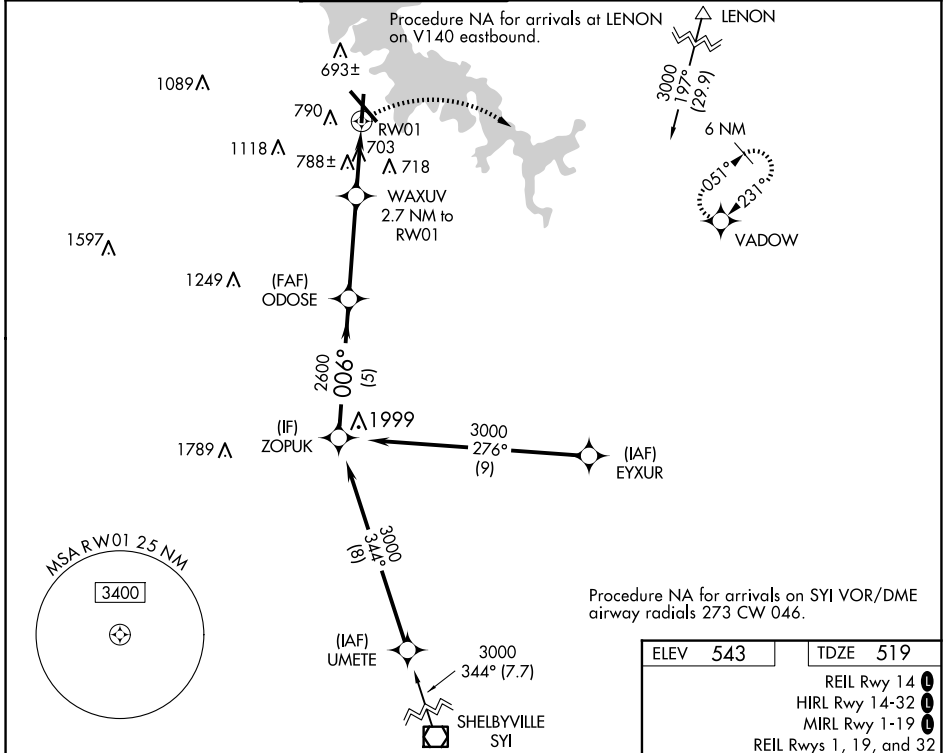 Procedure NA for arrivals at LENON
on V140 eastbound.
LENON
3000
197°
(29.9)
6 NM
051°
231°
VADOW
693±
1089
790
RW01
1118
703
788±
718
WAXUV
2.7 NM to
RW01
1597
1249
(FAF)
ODOSE
2600
006°
(5)
(IF)
ZOPUK
1999
1789
3000
276°
(9)
(IAF)
EYXUR
3000
344°
(8)
MSA RW01 25 NM
3400
Procedure NA for arrivals on SYI VOR/DME
airway radials 273 CW 046.
(IAF)
UMETE
3000
344° (7.7)
SHELBYVILLE
SYI
ELEV 543
TDZE 519
REIL Rwy 14 L
HIRL Rwy 14-32 L
MIRL Rwy 1-19 L
REIL Rwys 1, 19, and 32